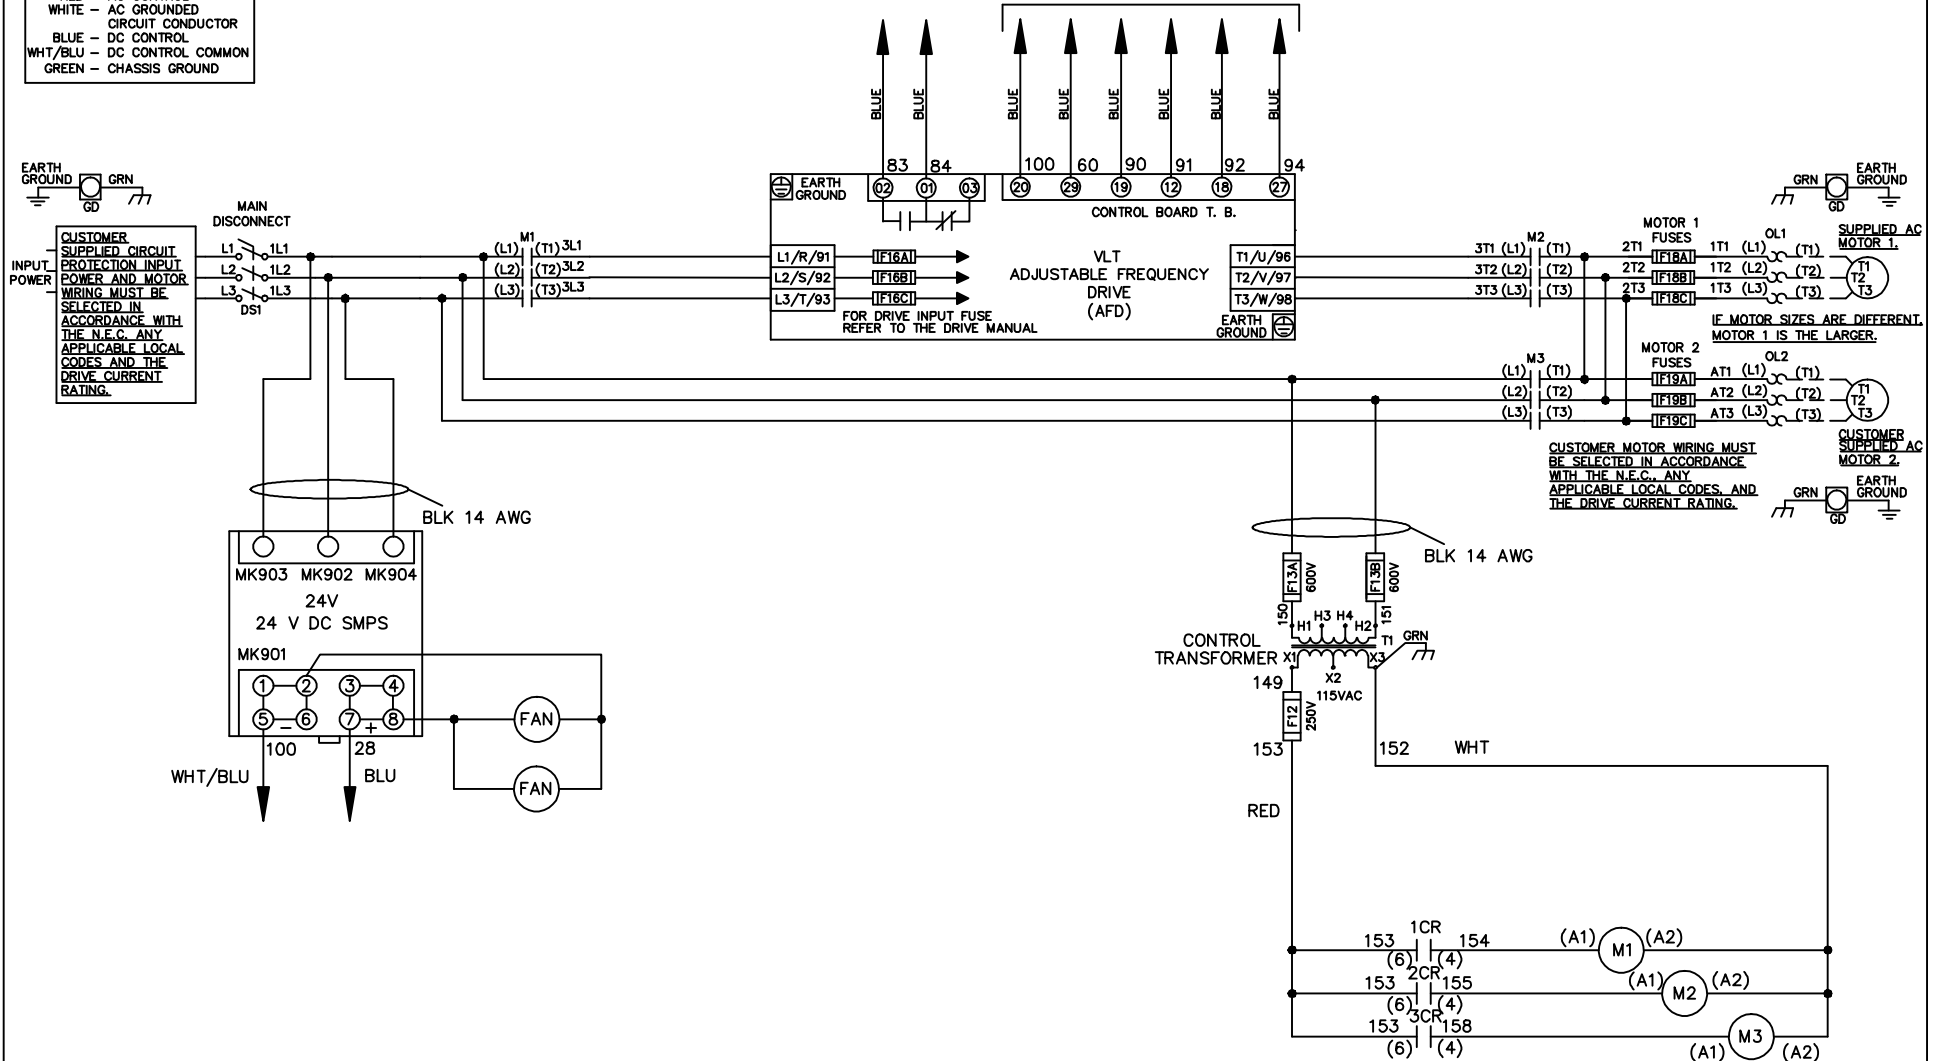 WHITE – AC GROUNDED
CIRCUIT CONDUCTOR
BLUE – DC CONTROL
WHT/BLU – DC CONTROL COMMON
GREEN – CHASSIS GROUND
BLUE
BLUE
BLUE
BLUE
BLUE
BLUE
BLUE
BLUE
83
84
100
60
90
91
92
94
EARTH
GROUND
02
01
03
20
29
19
12
18
27
CONTROL BOARD T. B.
EARTH
GROUND
GRN
GD
MAIN
DISCONNECT
INPUT
POWER
CUSTOMER
SUPPLIED CIRCUIT
PROTECTION INPUT
POWER AND MOTOR
WIRING MUST BE
SELECTED IN
ACCORDANCE WITH
THE N.E.C. ANY
APPLICABLE LOCAL
CODES AND THE
DRIVE CURRENT
RATING.
L1 1L1
L2 1L2
L3 1L3
DS1
M1
(L1) (T1) 3L1
(L2) (T2) 3L2
(L3) (T3) 3L3
L1/R/91 F16A
L2/S/92 F16B
L3/T/93 F16C
FOR DRIVE INPUT FUSE
REFER TO THE DRIVE MANUAL
VLT
ADJUSTABLE FREQUENCY
DRIVE
(AFD)
T1/U/96
T2/V/97
T3/W/98
EARTH
GROUND
M2
3T1 (L1) (T1)
3T2 (L2) (T2)
3T3 (L3) (T3)
MOTOR 1
FUSES
2T1 F18A 1T1 (L1) (T1)
2T2 F18B 1T2 (L2) (T2)
2T3 F18C 1T3 (L3) (T3)
OL1
GRN
GD
EARTH
GROUND
SUPPLIED AC
MOTOR 1.
T1
T2
T3
IF MOTOR SIZES ARE DIFFERENT,
MOTOR 1 IS THE LARGER.
M3
(L1) (T1)
(L2) (T2)
(L3) (T3)
MOTOR 2
FUSES
F19A AT1 (L1) (T1)
F19B AT2 (L2) (T2)
F19C AT3 (L3) (T3)
OL2
T1
T2
T3
CUSTOMER
SUPPLIED AC
MOTOR 2.
CUSTOMER MOTOR WIRING MUST
BE SELECTED IN ACCORDANCE
WITH THE N.E.C., ANY
APPLICABLE LOCAL CODES, AND
THE DRIVE CURRENT RATING.
GRN
GD
EARTH
GROUND
BLK 14 AWG
MK903 MK902 MK904
24V
24 V DC SMPS
MK901
1 2 3 4
5 – 6 7 + 8
FAN
FAN
100
28
WHT/BLU
BLU
BLK 14 AWG
F13A
600V
F13B
600V
150
151
H1 H3 H4 H2
T1
GRN
CONTROL
TRANSFORMER
X1
X2
X3
115VAC
149
F12
250V
153
152
WHT
RED
1CR
153 154 (A1) M1 (A2)
(6) (4)
2CR
153 155 (A1) M2 (A2)
(6) (4)
3CR
153 158 M3
(6) (4) (A1) (A2)